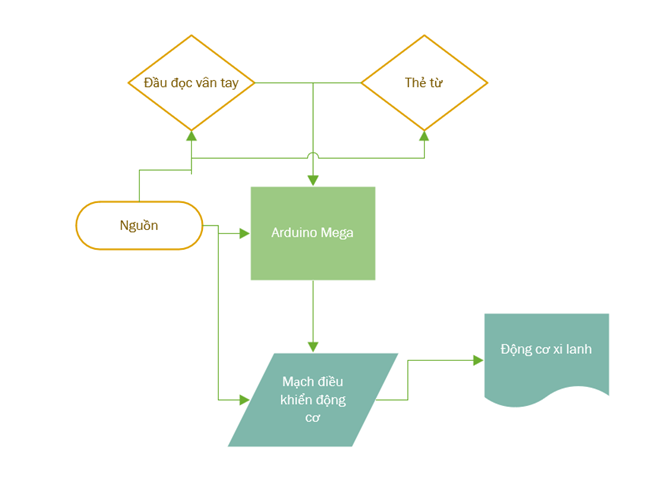 Đầu đọc vân tay
Thẻ từ
Nguồn
Arduino Mega
Động cơ xi lanh
Mạch điều
khiển động
cơ